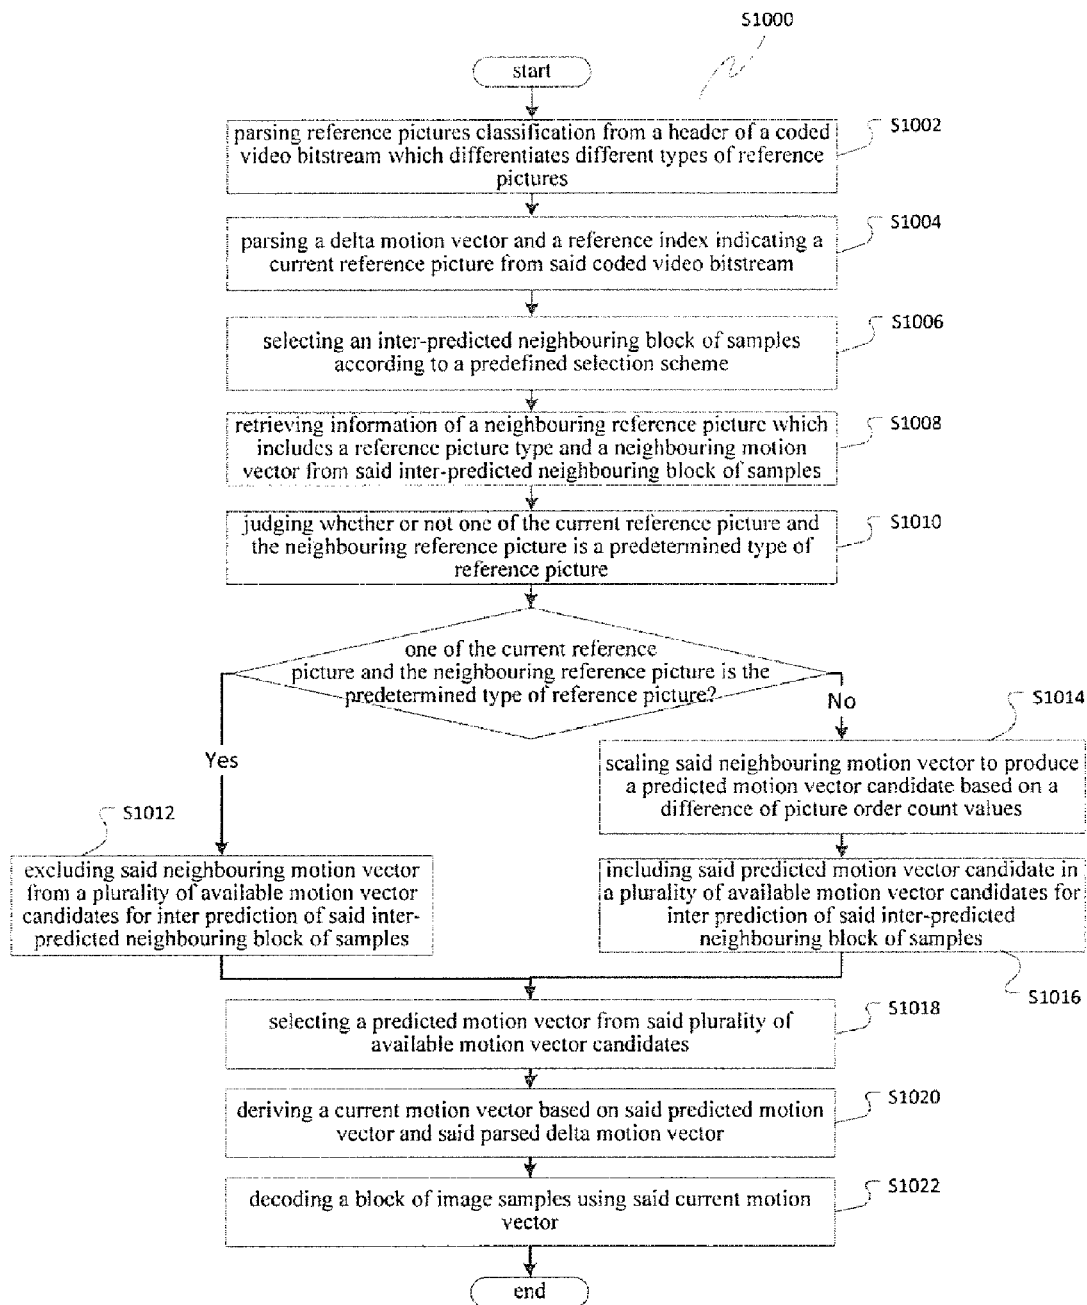 S1000
start
parsing reference pictures classification from a header of a coded
video bitstream which differentiates different types of reference
pictures
S1002
parsing a delta motion vector and a reference index indicating a
current reference picture from said coded video bitstream
S1004
selecting an inter-predicted neighbouring block of samples
according to a predefined selection scheme
S1006
retrieving information of a neighbouring reference picture which
includes a reference picture type and a neighbouring motion
vector from said inter-predicted neighbouring block of samples
S1008
judging whether or not one of the current reference picture and
the neighbouring reference picture is a predetermined type of
reference picture
S1010
one of the current reference
picture and the neighbouring reference picture is the
predetermined type of reference picture?
Yes
No
S1014
scaling said neighbouring motion vector to produce
a predicted motion vector candidate based on a
difference of picture order count values
S1012
excluding said neighbouring motion vector
from a plurality of available motion vector
candidates for inter prediction of said inter-
predicted neighbouring block of samples
including said predicted motion vector candidate in
a plurality of available motion vector candidates for
inter prediction of said inter-predicted
neighbouring block of samples
S1016
selecting a predicted motion vector from said plurality of
available motion vector candidates
S1018
deriving a current motion vector based on said predicted motion
vector and said parsed delta motion vector
S1020
decoding a block of image samples using said current motion
vector
S1022
end